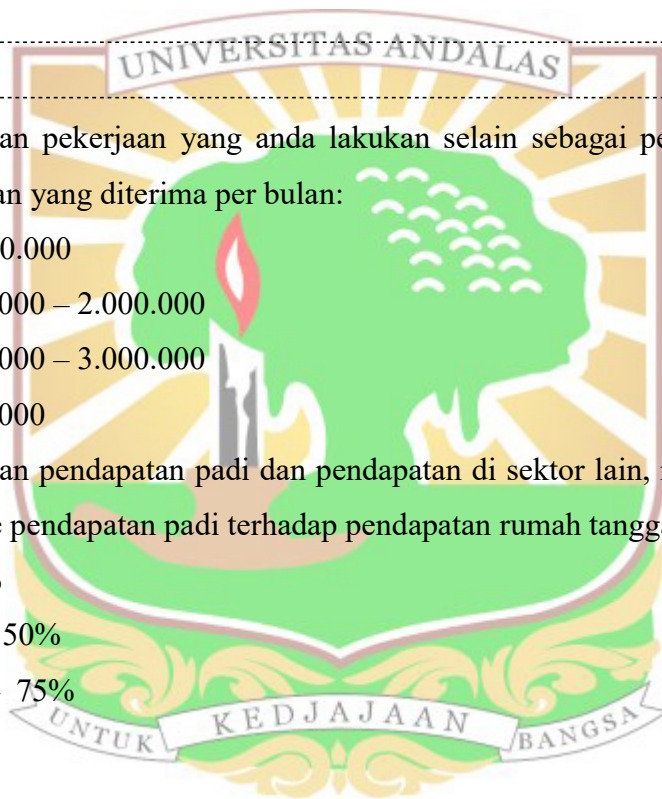 UNIVERSITAS ANDALAS
an pekerjaan yang anda lakukan selain sebagai pe
an yang diterima per bulan:
0.000
000 – 2.000.000
000 – 3.000.000
000
an pendapatan padi dan pendapatan di sektor lain,
e pendapatan padi terhadap pendapatan rumah tangga
50%
75%
UNTUK KEDJAJAAN BANGSA